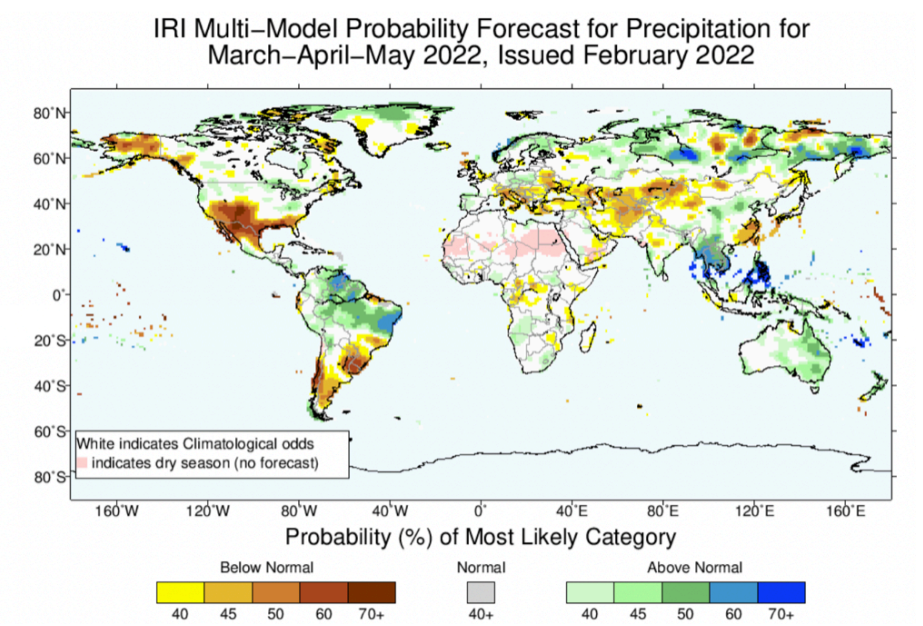 IRI Multi−Model Probability Forecast for Precipitation for
March−April−May 2022, Issued February 2022
80˚N
60˚N
40˚N
20˚N
0˚
20˚S
40˚S
60˚S
80˚S
White indicates Climatological odds
indicates dry season (no forecast)
160˚W 120˚W 80˚W 40˚W 0˚ 40˚E 80˚E 120˚E 160˚E
Probability (%) of Most Likely Category
Below Normal Normal Above Normal
40 45 50 60 70+ 40+ 40 45 50 60 70+